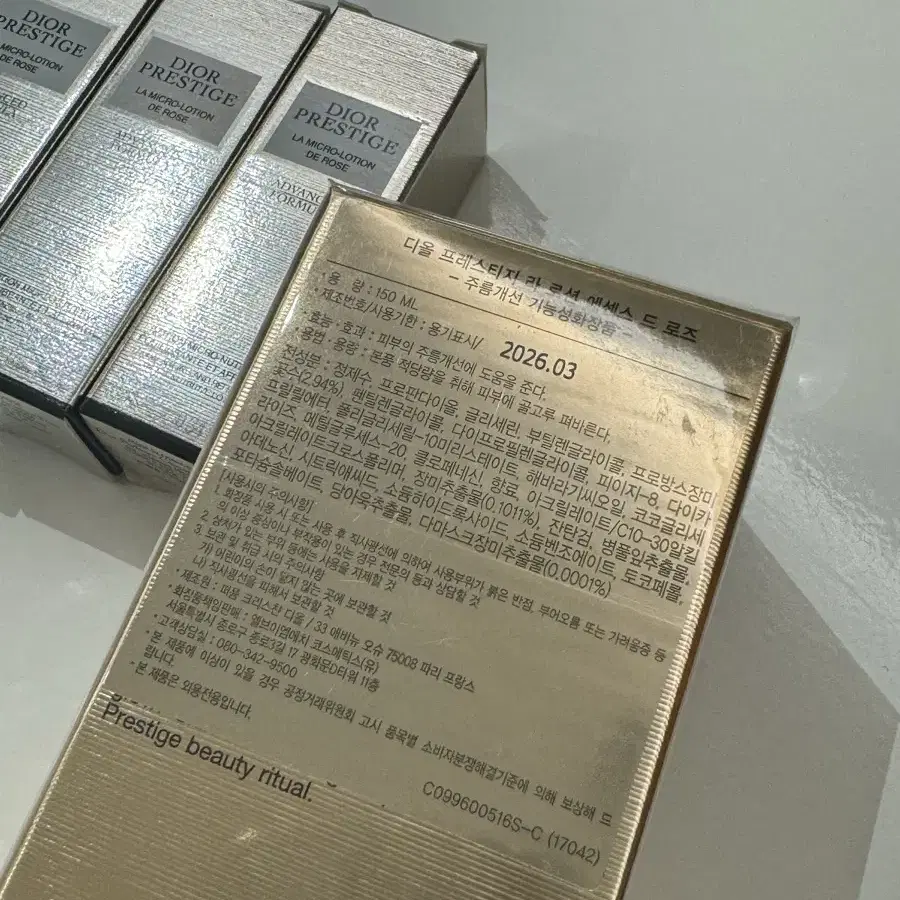 DIOR
PRESTIGE
MICRO-LOTION
DE ROSE
DIOR
PRESTIGE
LA MICRO-LOTION
DE ROSE
DIOR
PRESTIGE
LA MICRO-LOTION
DE ROSE
디올 프레스티지 라 로션 에센스 드 로즈
- 주름개선 기능성화장품 -
• 용 량 : 150 ML
• 제조번호/사용기한 : 용기표시/ 2026.03
• 효능 · 효과 : 피부의 주름개선에 도움을 준다.
• 용법 · 용량 : 본품 적당량을 취해 피부에 골고루 펴바른다.
전성분 : 정제수, 프로판다이올, 글리세린, 부틸렌글라이콜, 프로방스장미
꽃수(2.94%), 펜틸렌글라이콜, 다이프로필렌글라이콜, 피이지-8, 다이카
프릴릴에터, 폴리글리세릴-10미리스테이트, 해바라기씨오일, 코코글리세
라이즈, 메틸글루세스-20, 클로페네신, 향료, 아크릴레이트/C10-30알킬
아크릴레이트크로스폴리머, 장미추출물(0.1011%), 잔탄검, 병풀잎추출물,
아데노신, 시트릭애씨드, 소듐하이드록사이드, 소듐벤조에이트, 토코페롤,
포타슘솔베이트, 당아욱추출물, 다마스크장미추출물(0.0001%)
[사용시의 주의사항]
1. 화장품 사용 시 또는 사용 후 직사광선에 의하여 사용부위가 붉은 반점, 부어오름 또는 가려움증 등
의 이상 증상이나 부작용이 있는 경우 전문의 등과 상담할 것
2. 상처가 있는 부위 등에는 사용을 자제할 것
3. 보관 및 취급 시의 주의사항
가) 어린이의 손이 닿지 않는 곳에 보관할 것
나) 직사광선을 피해서 보관할 것
• 제조원 : 퍼퓸 크리스챤 디올 / 33 애비뉴 오슈 75008 파리 프랑스
화장품책임판매 : 엘브이엠에치 코스메틱스(유)
서울특별시 종로구 종로3길 17 광화문D타워 11층
• 고객상담실 : 080-342-9500
• 본 제품에 이상이 있을 경우 공정거래위원회 고시 품목별 소비자분쟁해결기준에 의해 보상해 드
립니다.
• 본 제품은 외용전용입니다.
C099600516S-C (17042)
Prestige beauty ritual.